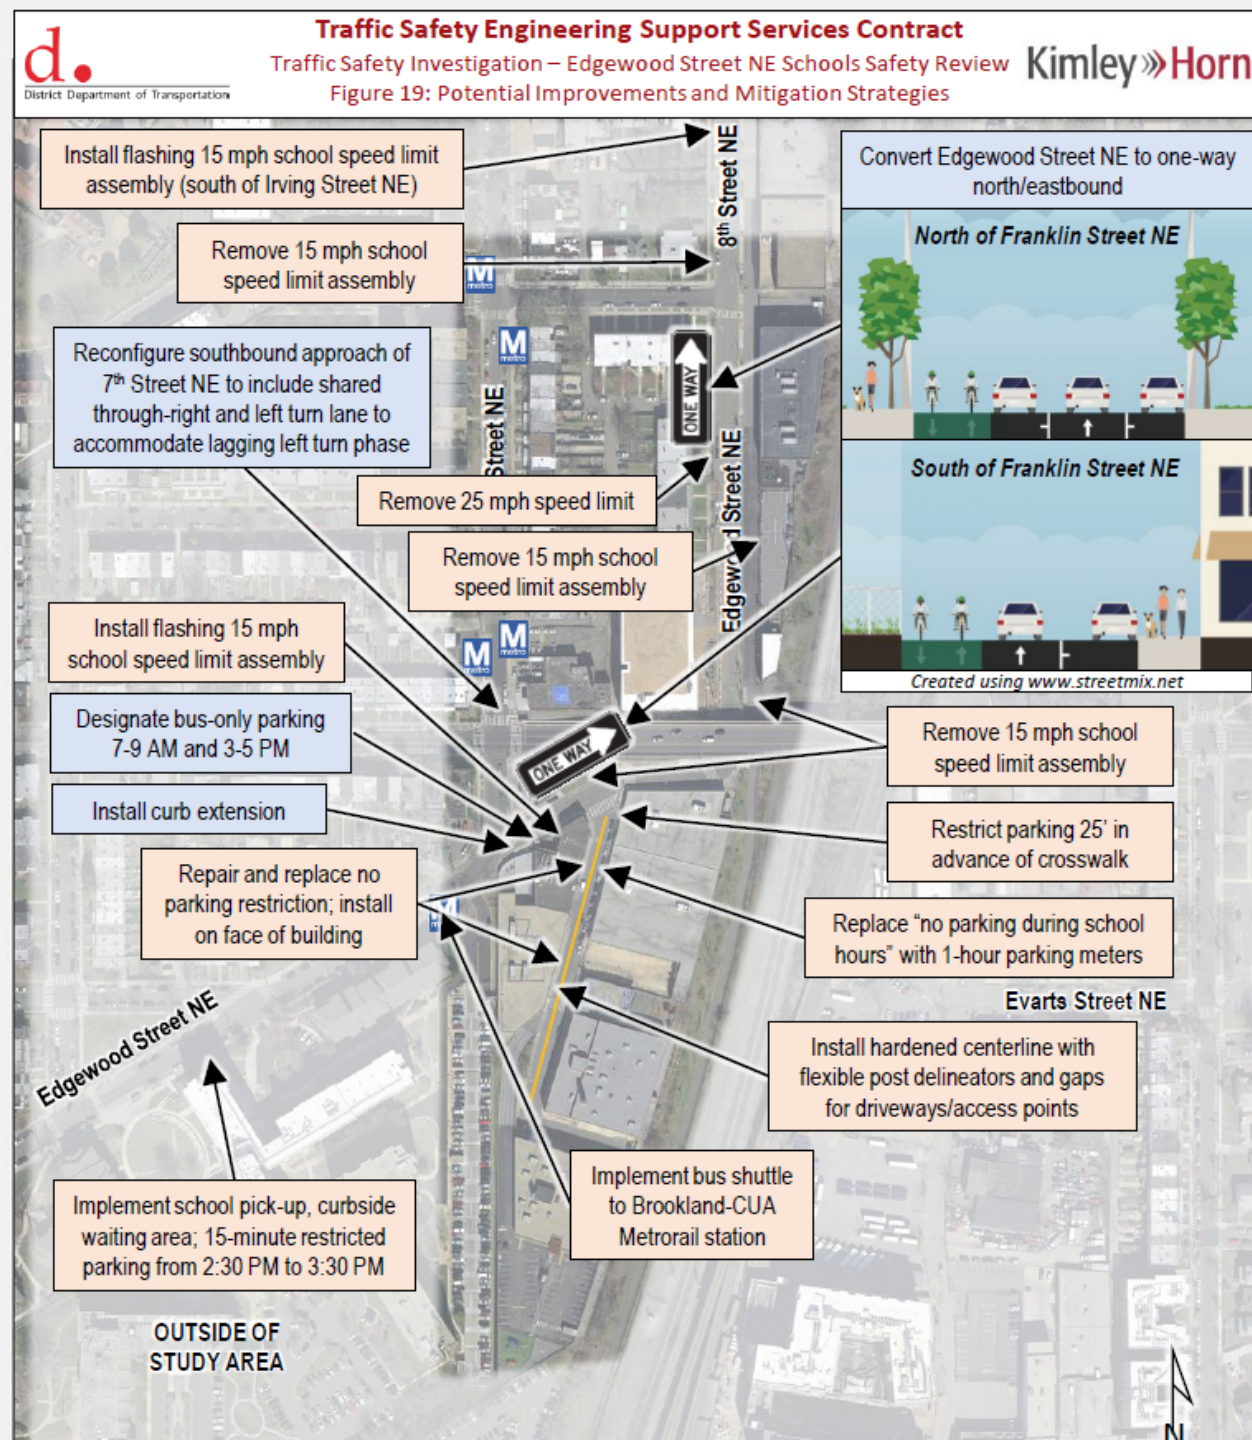 Traffic Safety Engineering Support Services Contract
Traffic Safety Investigation – Edgewood Street NE Schools Safety Review
Figure 19: Potential Improvements and Mitigation Strategies
d.
District Department of Transportation
Kimley»Horn
Install flashing 15 mph school speed limit
assembly (south of Irving Street NE)
8th Street NE
Convert Edgewood Street NE to one-way
north/eastbound
Remove 15 mph school
speed limit assembly
M
metro
North of Franklin Street NE
Reconfigure southbound approach of
7th Street NE to include shared
through-right and left turn lane to
accommodate lagging left turn phase
M
metro
ONE WAY
Street NE
Edgewood Street NE
South of Franklin Street NE
Remove 25 mph speed limit
Remove 15 mph school
speed limit assembly
Install flashing 15 mph
school speed limit assembly
M
metro
M
metro
Created using www.streetmix.net
Designate bus-only parking
7-9 AM and 3-5 PM
ONE WAY
Remove 15 mph school
speed limit assembly
Install curb extension
Restrict parking 25’ in
advance of crosswalk
Repair and replace no
parking restriction; install
on face of building
M
Replace “no parking during school
hours” with 1-hour parking meters
Evarts Street NE
Edgewood Street NE
Install hardened centerline with
flexible post delineators and gaps
for driveways/access points
Implement bus shuttle
to Brookland-CUA
Metrorail station
Implement school pick-up, curbside
waiting area; 15-minute restricted
parking from 2:30 PM to 3:30 PM
OUTSIDE OF
STUDY AREA
N